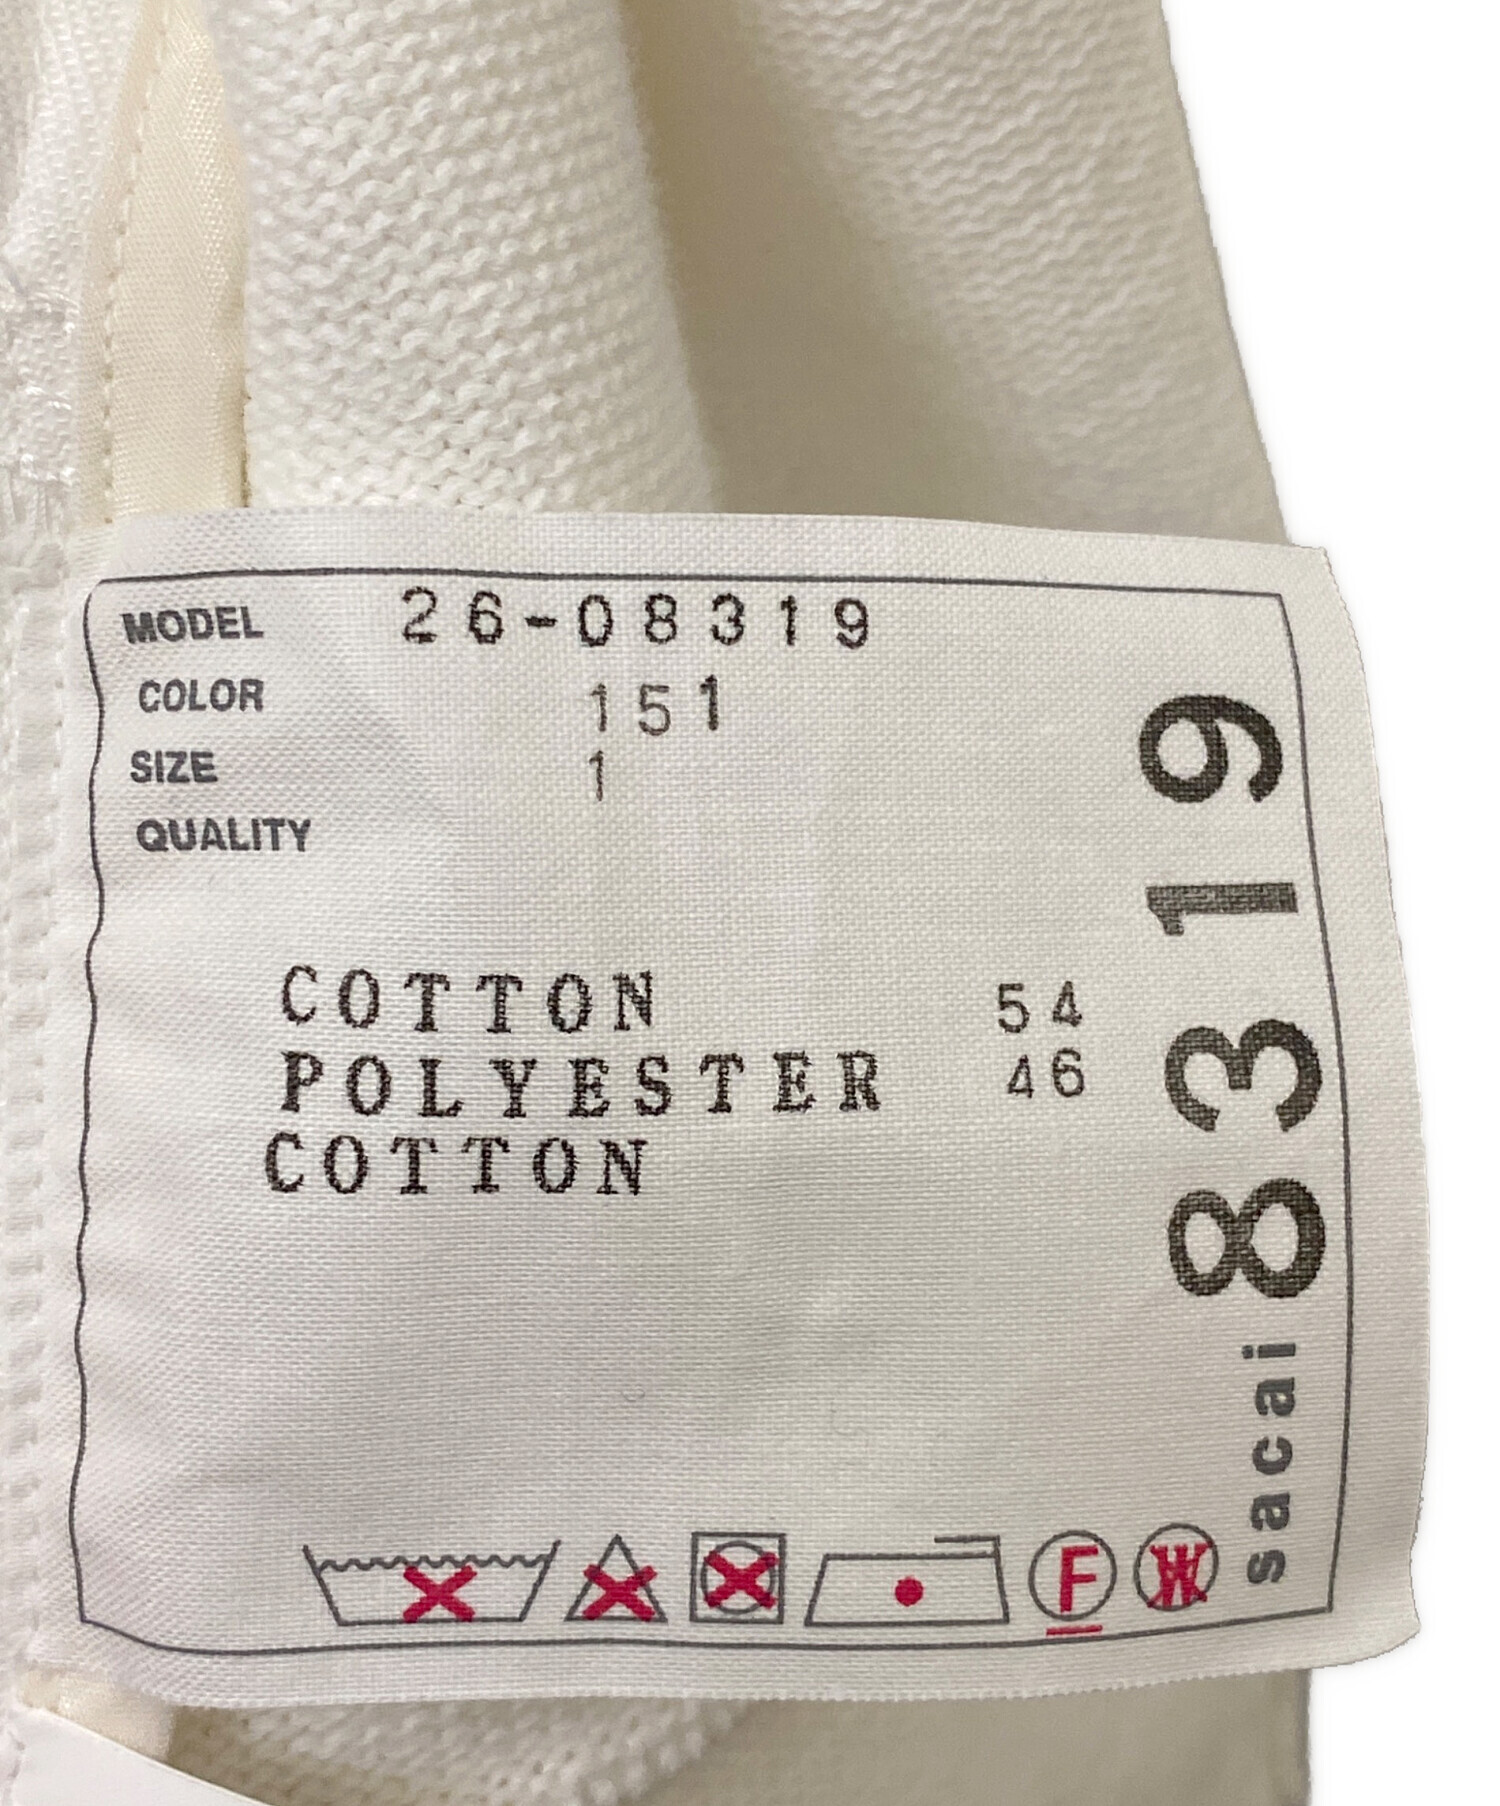 MODEL 26-08319
COLOR 151
SIZE 1
QUALITY
COTTON 54
POLYESTER 46
COTTON
F
W
sacai 8319